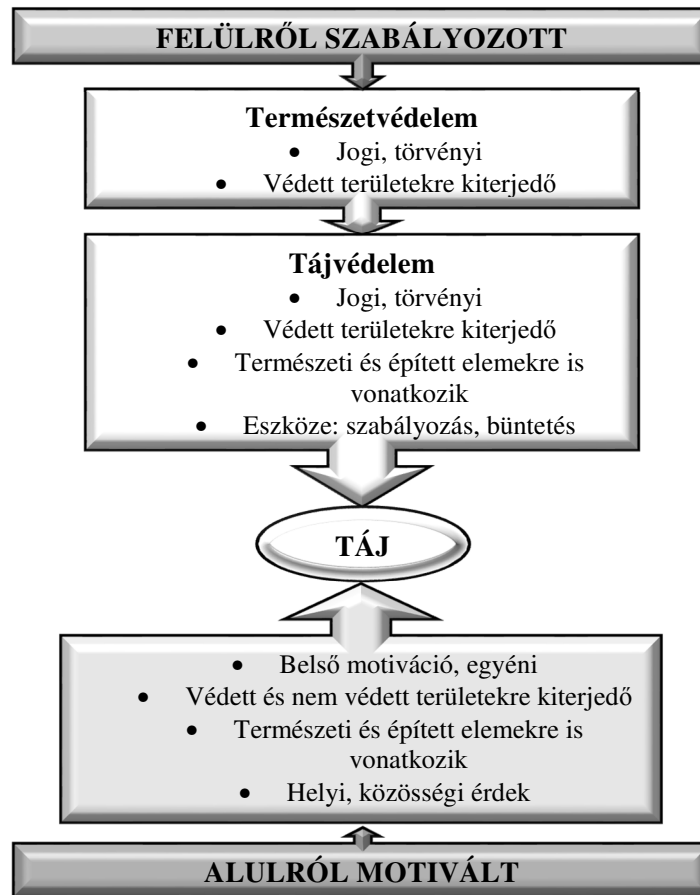 FELÜLRŐL SZABÁLYOZOTT
Természetvédelem
• Jogi, törvényi
• Védett területekre kiterjedő
Tájvédelem
• Jogi, törvényi
• Védett területekre kiterjedő
• Természeti és épített elemekre is
vonatkozik
• Eszköze: szabályozás, büntetés
TÁJ
• Belső motiváció, egyéni
• Védett és nem védett területekre kiterjedő
• Természeti és épített elemekre is
vonatkozik
• Helyi, közösségi érdek
ALULRÓL MOTIVÁLT